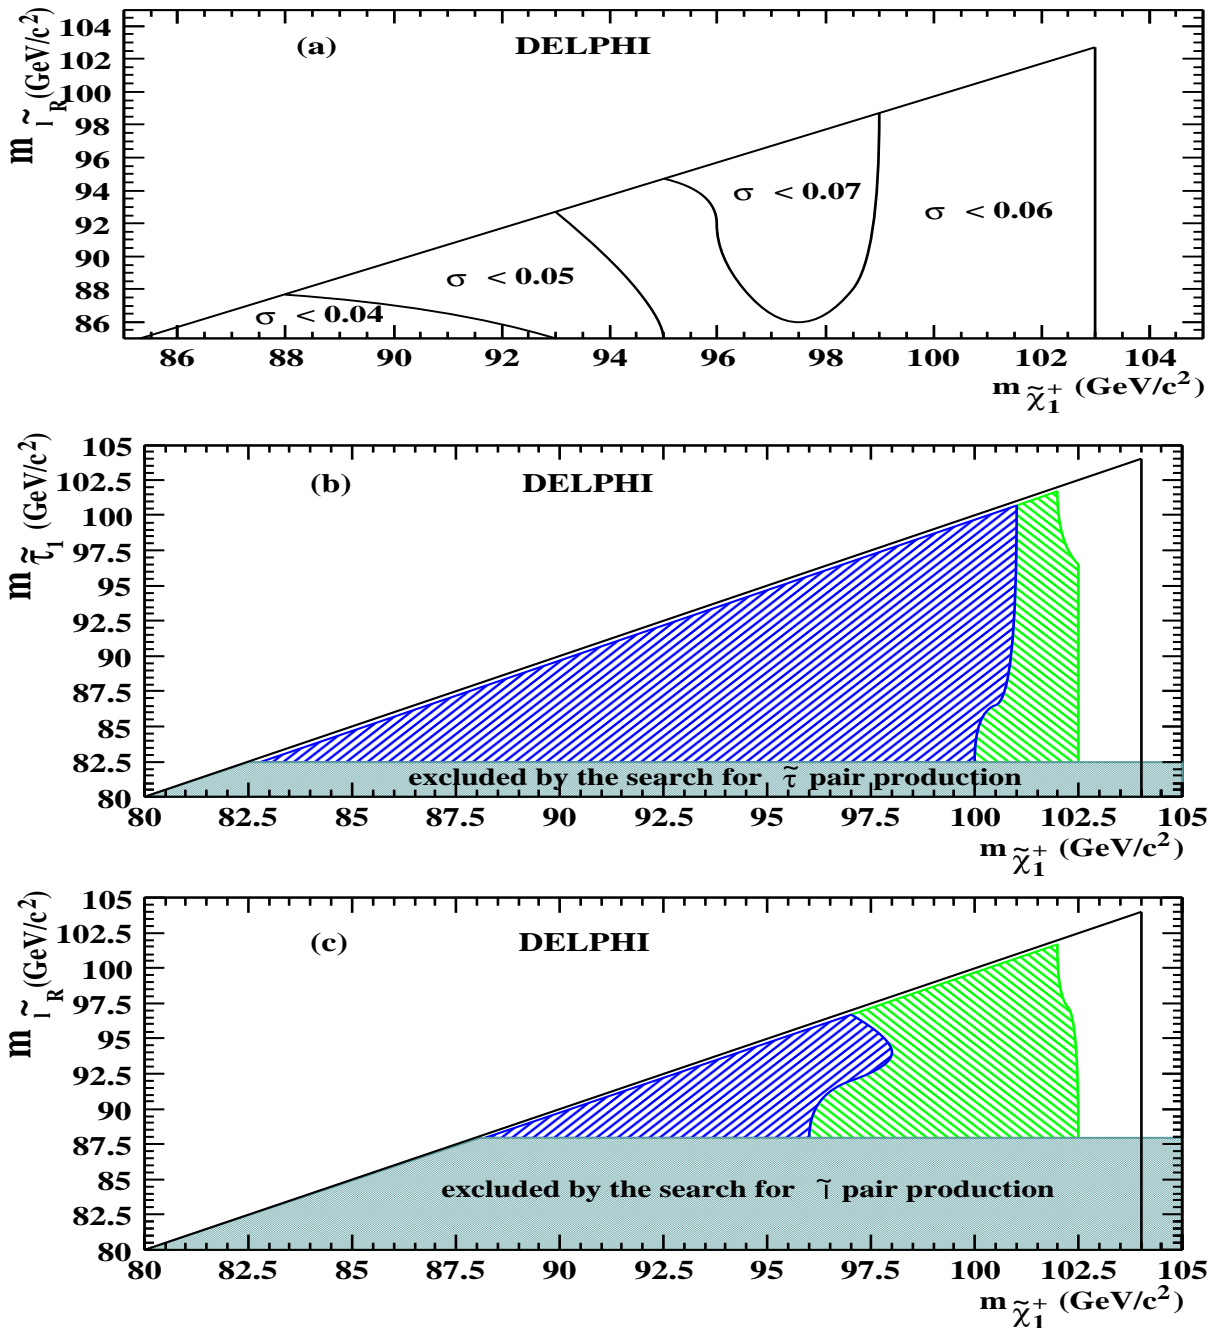 (a) DELPHI
m l̃R (GeV/c2)
104
102
100
98
96
94
92
90
88
86
σ < 0.07
σ < 0.06
σ < 0.05
σ < 0.04
86 88 90 92 94 96 98 100 102 104
m χ̃1+ (GeV/c2)
(b) DELPHI
m τ̃1 (GeV/c2)
105
102.5
100
97.5
95
92.5
90
87.5
85
82.5
80
excluded by the search for τ̃ pair production
80 82.5 85 87.5 90 92.5 95 97.5 100 102.5 105
m χ̃1+ (GeV/c2)
(c) DELPHI
m l̃R (GeV/c2)
105
102.5
100
97.5
95
92.5
90
87.5
85
82.5
80
excluded by the search for l̃ pair production
80 82.5 85 87.5 90 92.5 95 97.5 100 102.5 105
m χ̃1+ (GeV/c2)